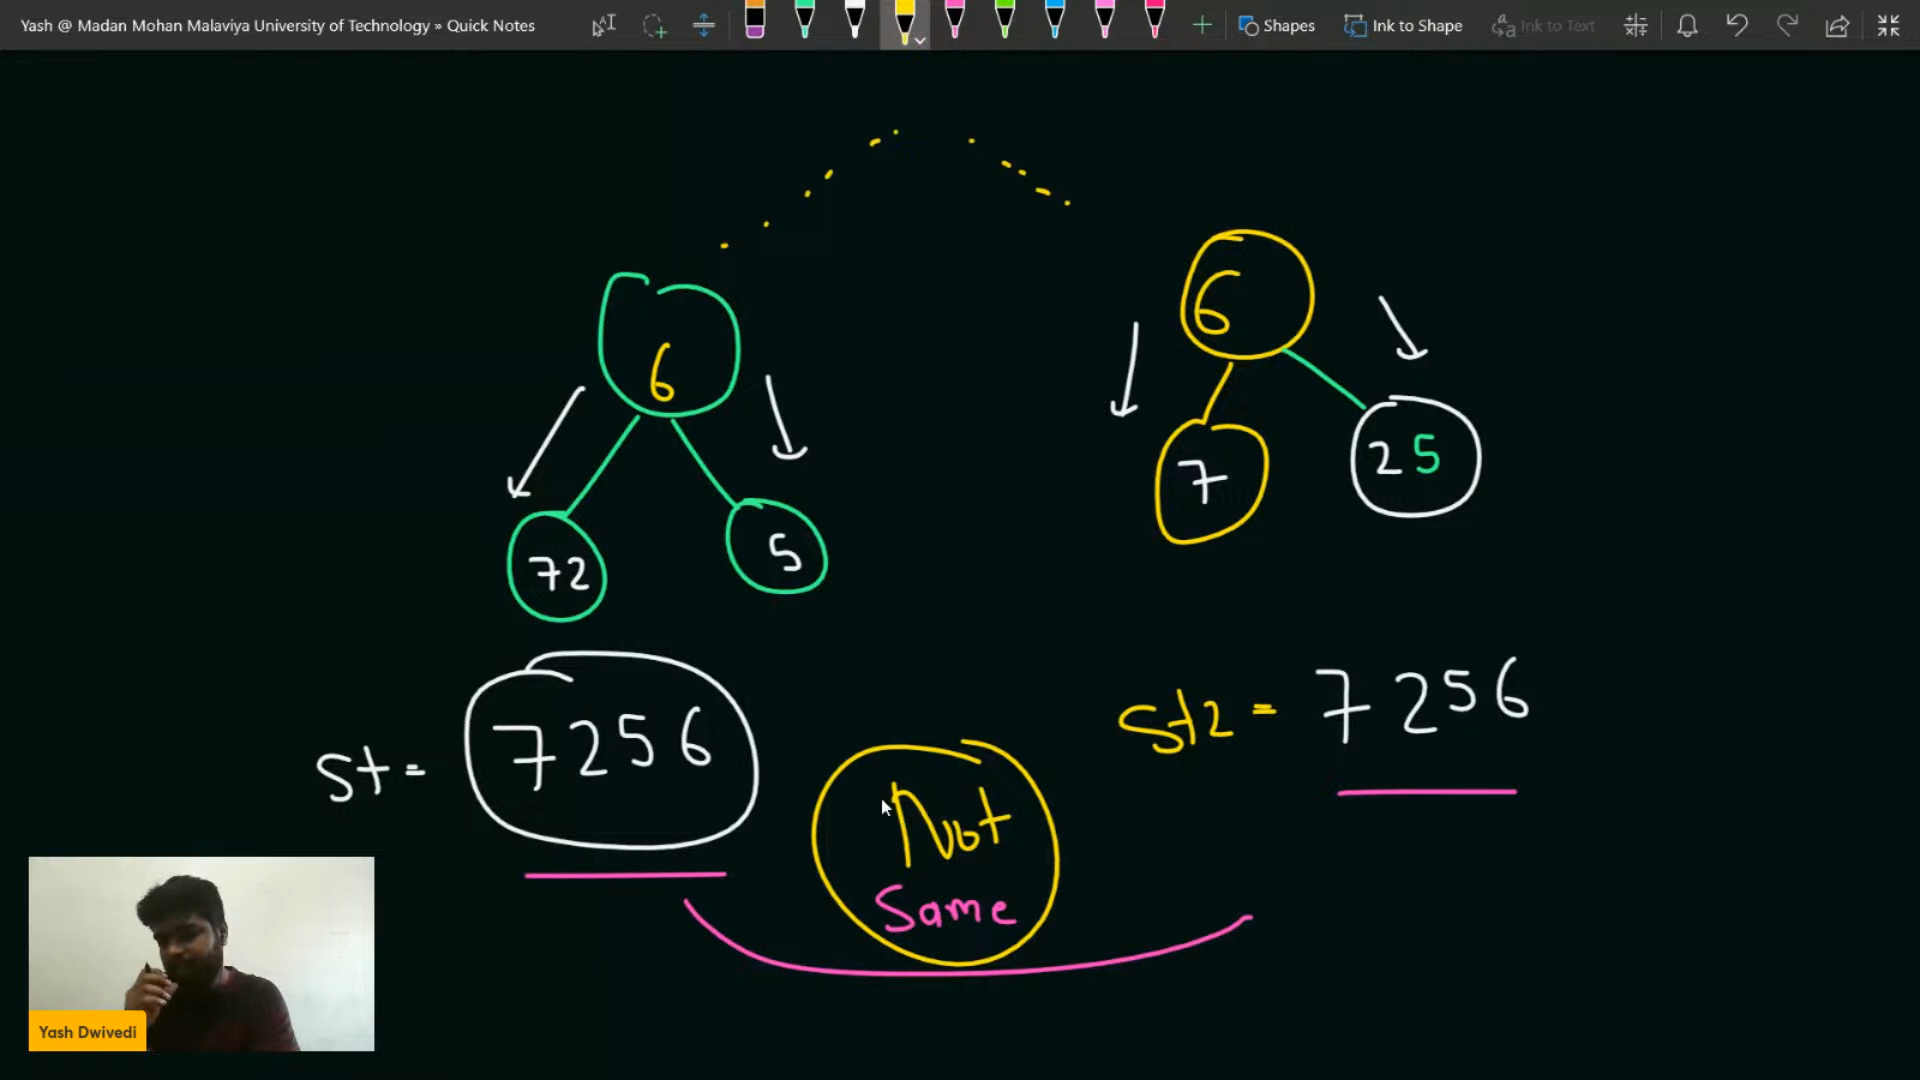 Yash @ Madan Mohan Malaviya University of Technology » Quick Notes
Shapes
Ink to Shape
Ink to Text
6
6
7
25
72
5
st = 7256
st2 = 7256
Not
Same
Yash Dwivedi